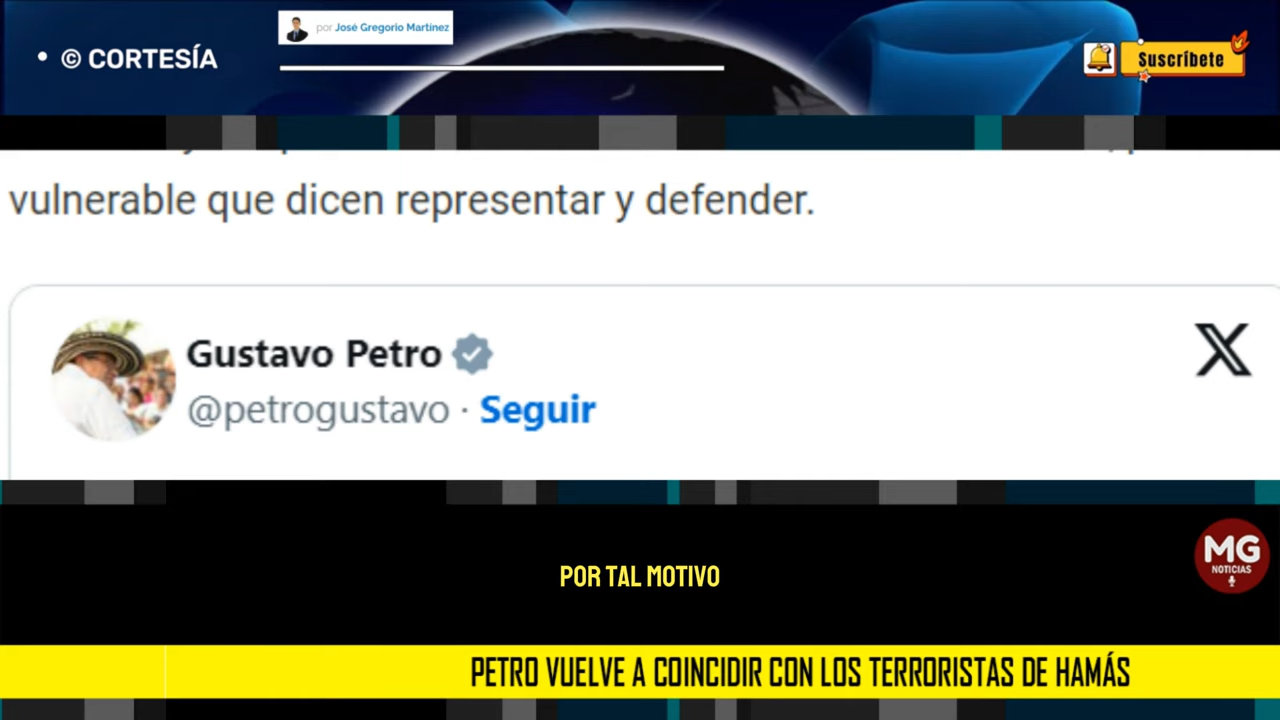 por José Gregorio Martínez
• © CORTESÍA
Suscríbete
vulnerable que dicen representar y defender.
Gustavo Petro
@petrogustavo · Seguir
POR TAL MOTIVO
MG
NOTICIAS
PETRO VUELVE A COINCIDIR CON LOS TERRORISTAS DE HAMÁS